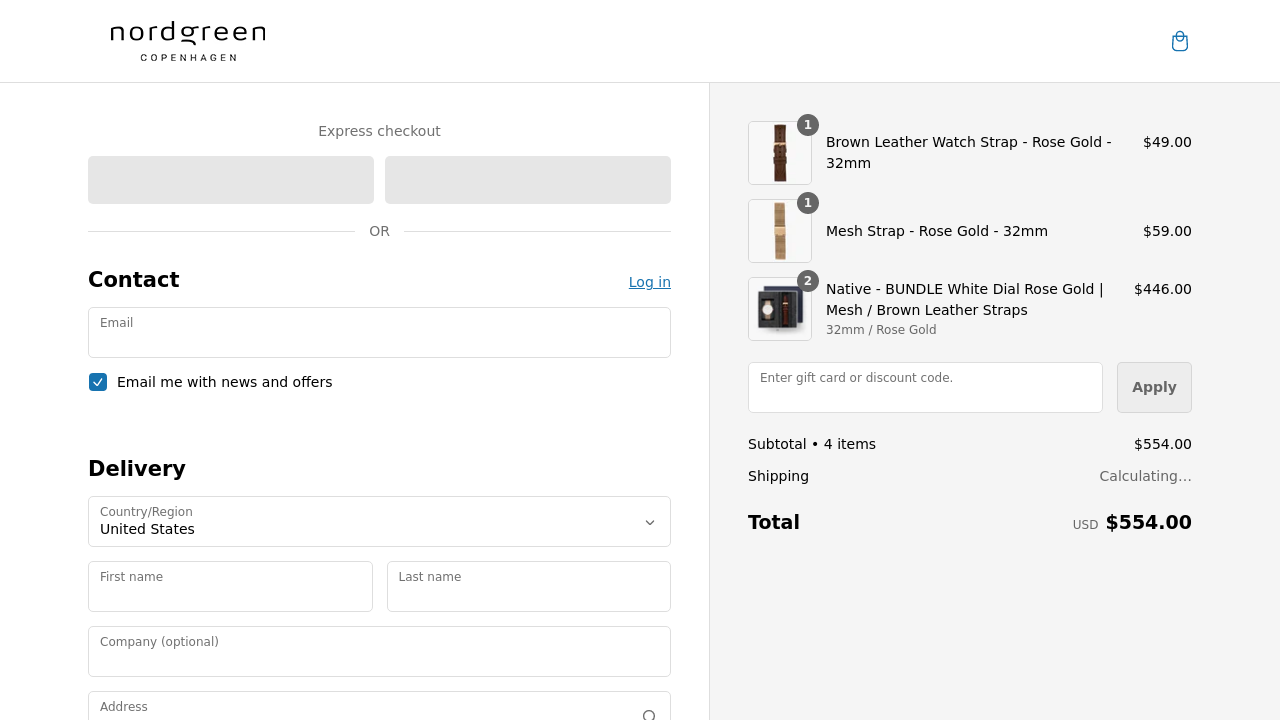 nordgreen
COPENHAGEN
Express checkout
OR
Contact
Log in
Email
Email me with news and offers
Delivery
Country/Region
United States
First name
Last name
Company (optional)
Address
1
Brown Leather Watch Strap - Rose Gold -
32mm
$49.00
1
Mesh Strap - Rose Gold - 32mm
$59.00
2
Native - BUNDLE White Dial Rose Gold |
Mesh / Brown Leather Straps
32mm / Rose Gold
$446.00
Enter gift card or discount code.
Apply
Subtotal • 4 items
$554.00
Shipping
Calculating…
Total
USD $554.00